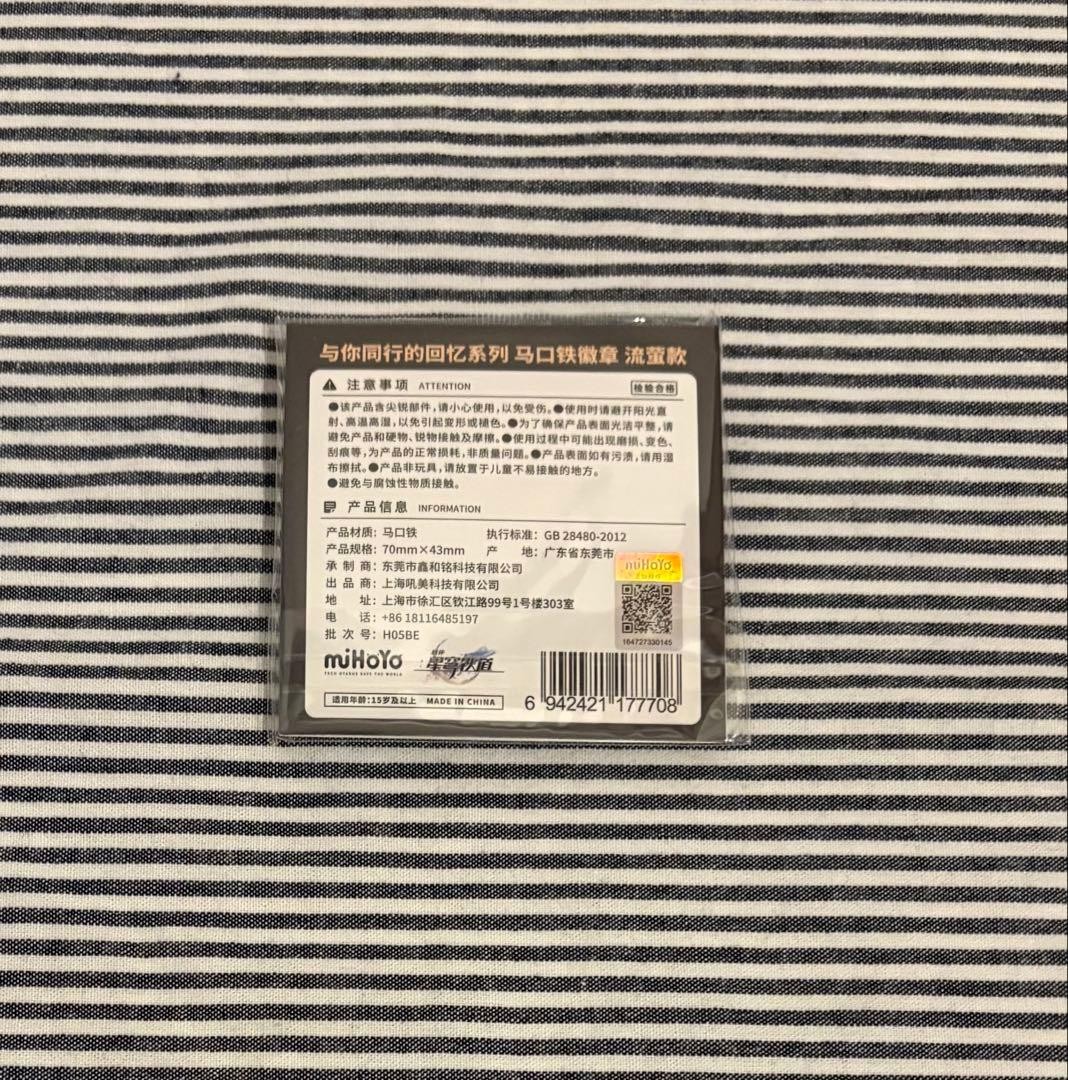 与你同行的回忆系列 马口铁徽章 流萤款
注意事项 ATTENTION 检验合格
●该产品含尖锐部件,请小心使用,以免受伤。●使用时请避开阳光直
射、高温高湿,以免引起变形或褪色。●为了确保产品表面光洁平整,请
避免产品和硬物、锐物接触及摩擦。●使用过程中可能出现磨损、变色、
刮痕等,为产品的正常损耗,非质量问题。●产品表面如有污渍,请用湿
布擦拭。●产品非玩具,请放置于儿童不易接触的地方。
●避免与腐蚀性物质接触。
产品信息 INFORMATION
产品材质: 马口铁 执行标准: GB 28480-2012
产品规格: 70mm×43mm 产 地: 广东省东莞市
承 制 商: 东莞市鑫和铭科技有限公司
出 品 商: 上海吼美科技有限公司
地 址: 上海市徐汇区钦江路99号1号楼303室
电 话: +86 18116485197
批 次 号: H05BE
miHoYo
164727330145
miHoYo 星穹铁道
TECH OTAKUS SAVE THE WORLD
适用年龄:15岁及以上 MADE IN CHINA
6 942421 177708